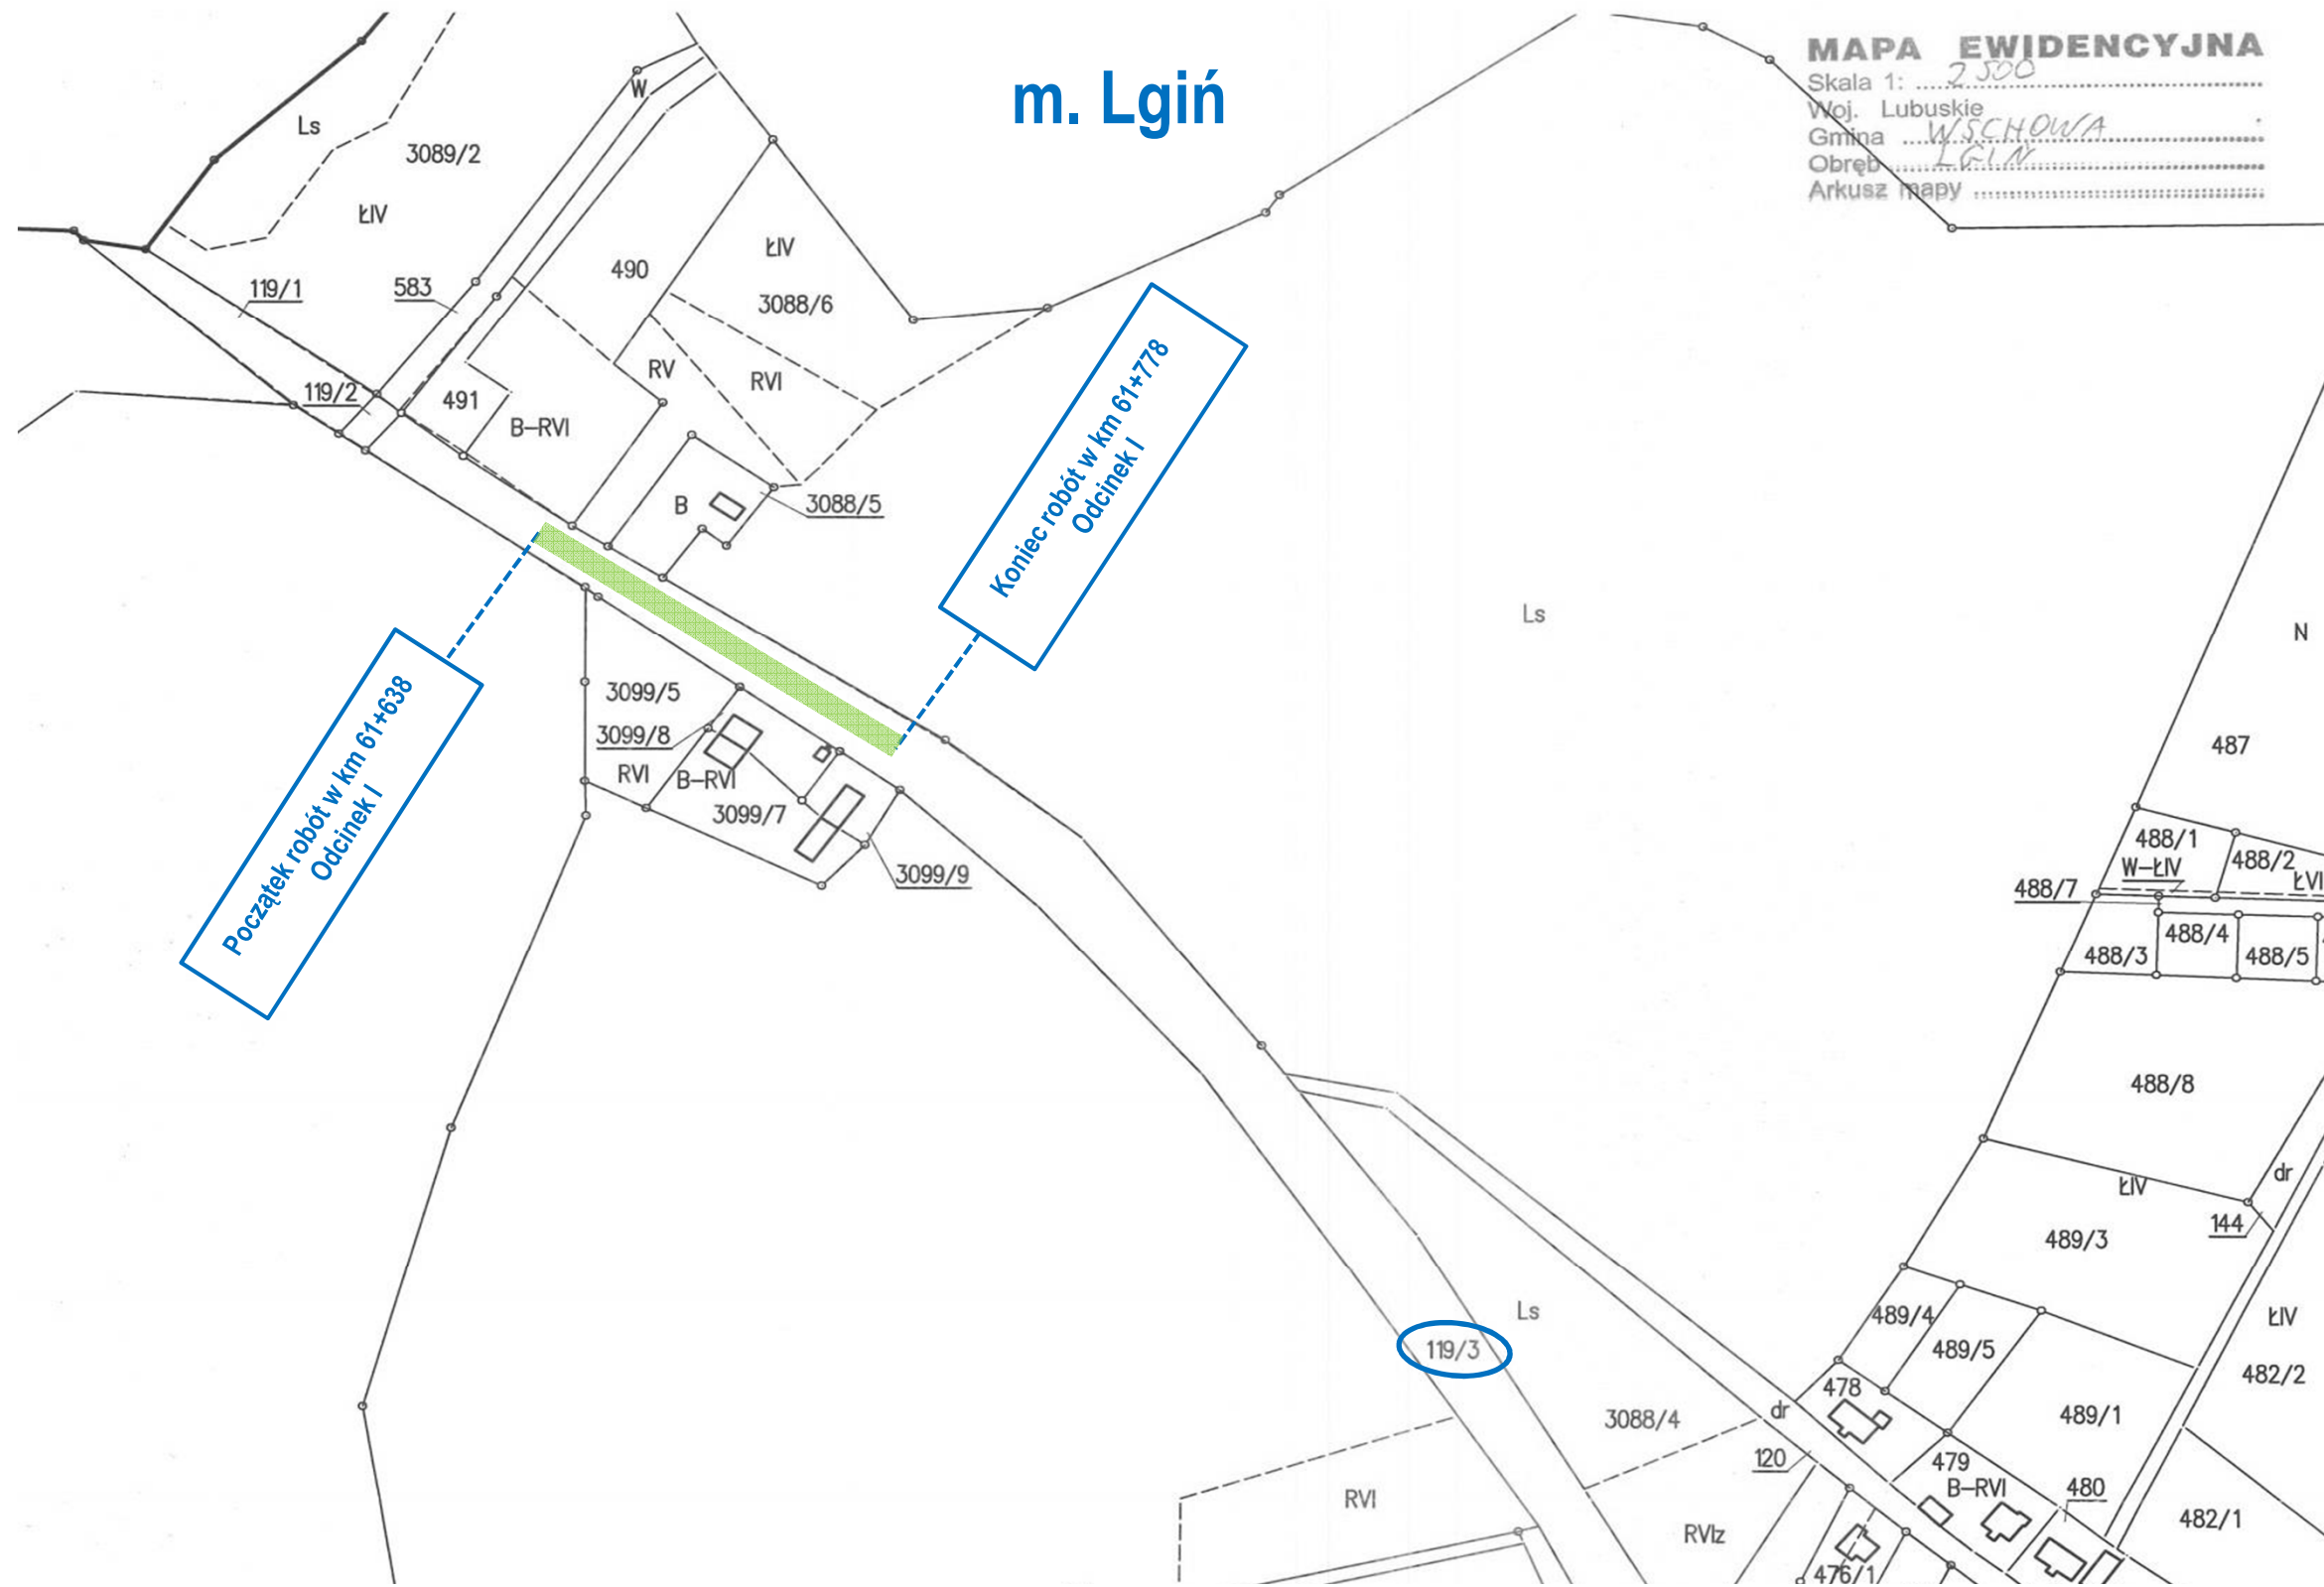 m. Lgiń
MAPA EWIDENCYJNA
Skala 1: 2500
Woj. Lubuskie
Gmina WSCHOWA
Obręb LGIN
Arkusz mapy
Ls
3089/2
ŁIV
W
119/1
583
490
ŁIV
3088/6
119/2
491
B–RVI
RV
RVI
B
3088/5
Początek robót w km 61+638
Odcinek I
Koniec robót w km 61+778
Odcinek I
3099/5
3099/8
RVI
B–RVI
3099/7
3099/9
Ls
N
487
488/1
488/2
W–ŁIV
ŁVI
488/7
488/4
488/3
488/5
488/8
dr
ŁIV
144
489/3
Ls
489/4
489/5
ŁIV
119/3
482/2
478
489/1
3088/4
dr
120
479
B–RVI
480
RVI
RVIz
482/1
476/1